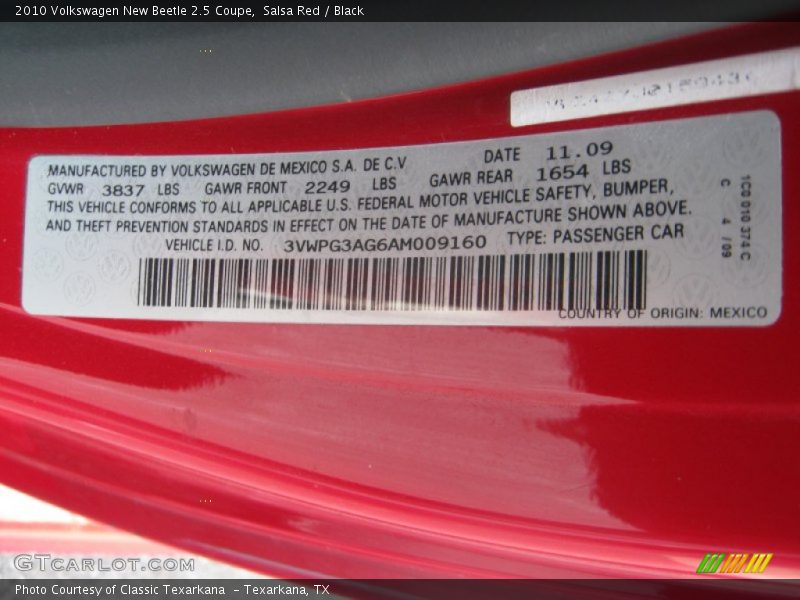 2010 Volkswagen New Beetle 2.5 Coupe, Salsa Red / Black
MANUFACTURED BY VOLKSWAGEN DE MEXICO S.A. DE C.V DATE 11.09
GVWR 3837 LBS GAWR FRONT 2249 LBS GAWR REAR 1654 LBS
THIS VEHICLE CONFORMS TO ALL APPLICABLE U.S. FEDERAL MOTOR VEHICLE SAFETY, BUMPER,
AND THEFT PREVENTION STANDARDS IN EFFECT ON THE DATE OF MANUFACTURE SHOWN ABOVE.
VEHICLE I.D. NO. 3VWPG3AG6AM009160 TYPE: PASSENGER CAR
COUNTRY OF ORIGIN: MEXICO
1C0 010 374 C
C 4 / 09
GTCARLOT.COM
Photo Courtesy of Classic Texarkana - Texarkana, TX